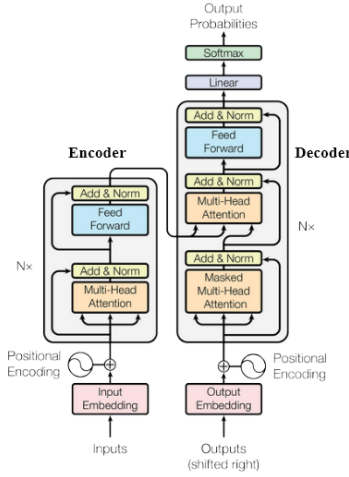 Output
Probabilities
Softmax
Linear
Add & Norm
Feed
Forward
Add & Norm
Multi-Head
Attention
Add & Norm
Masked
Multi-Head
Attention
Decoder
N×
Encoder
Add & Norm
Feed
Forward
Add & Norm
Multi-Head
Attention
N×
Positional
Encoding
Positional
Encoding
Input
Embedding
Output
Embedding
Inputs
Outputs
(shifted right)